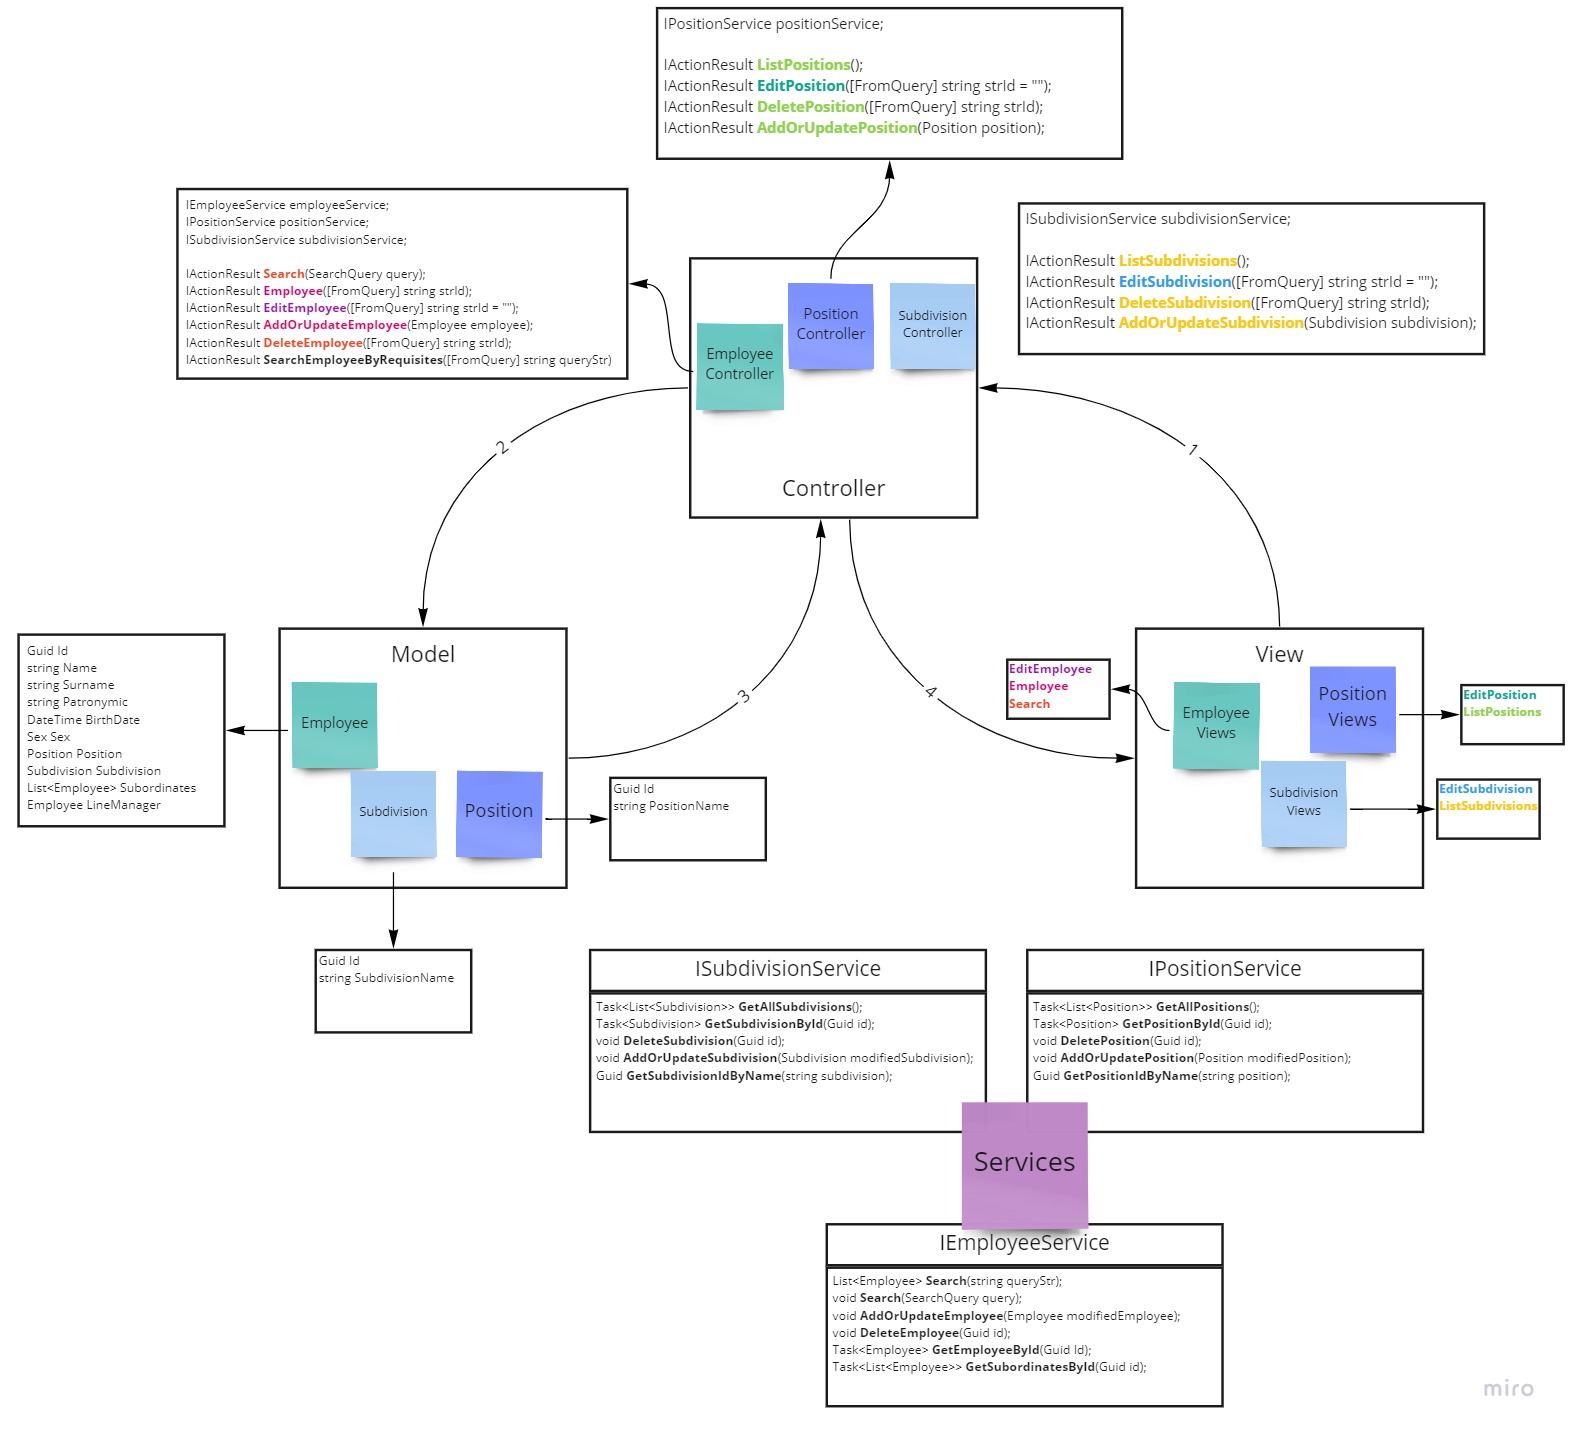 IPositionService positionService;
IActionResult ListPositions();
IActionResult EditPosition([FromQuery] string strId = "");
IActionResult DeletePosition([FromQuery] string strId);
IActionResult AddOrUpdatePosition(Position position);
IEmployeeService employeeService;
IPositionService positionService;
ISubdivisionService subdivisionService;
IActionResult Search(SearchQuery query);
IActionResult Employee([FromQuery] string strId);
IActionResult EditEmployee([FromQuery] string strId = "");
IActionResult AddOrUpdateEmployee(Employee employee);
IActionResult DeleteEmployee([FromQuery] string strId);
IActionResult SearchEmployeeByRequisites([FromQuery] string queryStr)
ISubdivisionService subdivisionService;
IActionResult ListSubdivisions();
IActionResult EditSubdivision([FromQuery] string strId = "");
IActionResult DeleteSubdivision([FromQuery] string strId);
IActionResult AddOrUpdateSubdivision(Subdivision subdivision);
Employee
Controller
Position
Controller
Subdivision
Controller
Controller
2
1
3
4
Guid Id
string Name
string Surname
string Patronymic
DateTime BirthDate
Sex Sex
Position Position
Subdivision Subdivision
List<Employee> Subordinates
Employee LineManager
Model
Employee
Subdivision
Position
Guid Id
string PositionName
Guid Id
string SubdivisionName
EditEmployee
Employee
Search
View
Employee
Views
Position
Views
Subdivision
Views
EditPosition
ListPositions
EditSubdivision
ListSubdivisions
ISubdivisionService
Task<List<Subdivision>> GetAllSubdivisions();
Task<Subdivision> GetSubdivisionById(Guid id);
void DeleteSubdivision(Guid id);
void AddOrUpdateSubdivision(Subdivision modifiedSubdivision);
Guid GetSubdivisionIdByName(string subdivision);
IPositionService
Task<List<Position>> GetAllPositions();
Task<Position> GetPositionById(Guid id);
void DeletePosition(Guid id);
void AddOrUpdatePosition(Position modifiedPosition);
Guid GetPositionIdByName(string position);
Services
IEmployeeService
List<Employee> Search(string queryStr);
void Search(SearchQuery query);
void AddOrUpdateEmployee(Employee modifiedEmployee);
void DeleteEmployee(Guid id);
Task<Employee> GetEmployeeById(Guid Id);
Task<List<Employee>> GetSubordinatesById(Guid id);
miro